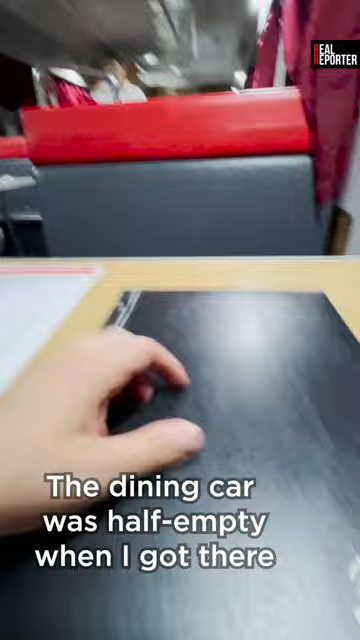 REAL
REPORTER
The dining car
was half-empty
when I got there